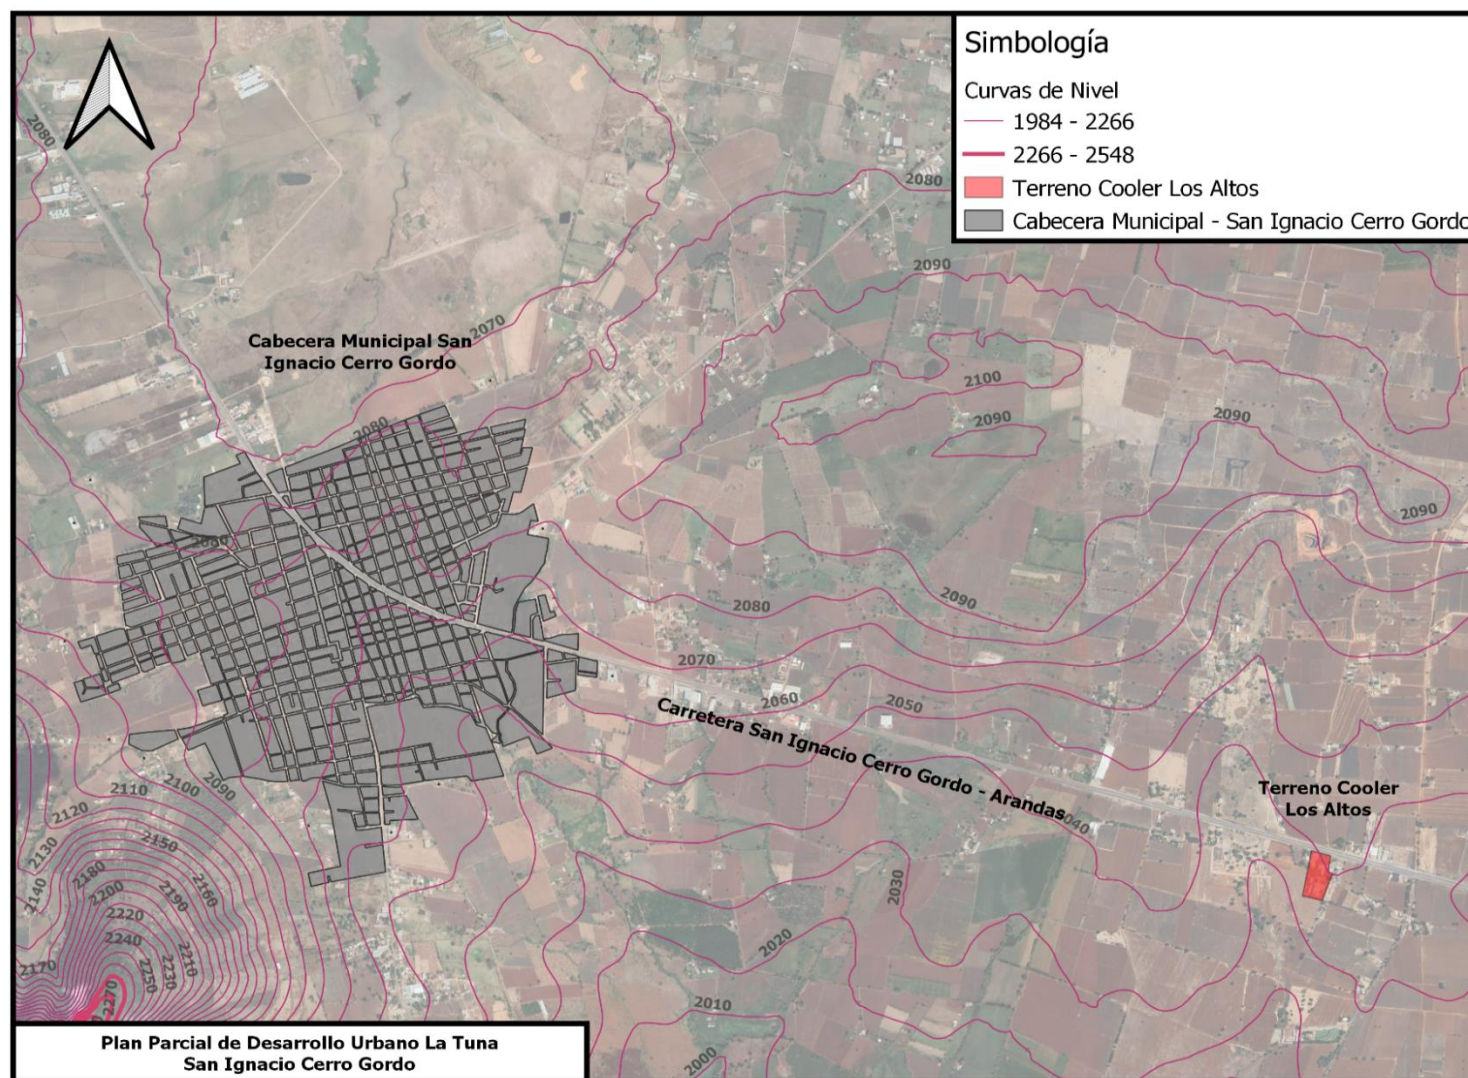 Simbología
Curvas de Nivel
1984 - 2266
2266 - 2548
Terreno Cooler Los Altos
Cabecera Municipal - San Ignacio Cerro Gordo
2080
2080
2090
Cabecera Municipal San
Ignacio Cerro Gordo
2070
2100
2090
2090
2080
2090
2080
2080
2090
2070
2060
2050
Carretera San Ignacio Cerro Gordo - Arandas
2040
Terreno Cooler
Los Altos
2090
2100
2110
2120
2130
2140
2150
2160
2180
2190
2200
2220
2210
2240
2230
2250
2170
2270
2030
2020
2010
2000
Plan Parcial de Desarrollo Urbano La Tuna
San Ignacio Cerro Gordo